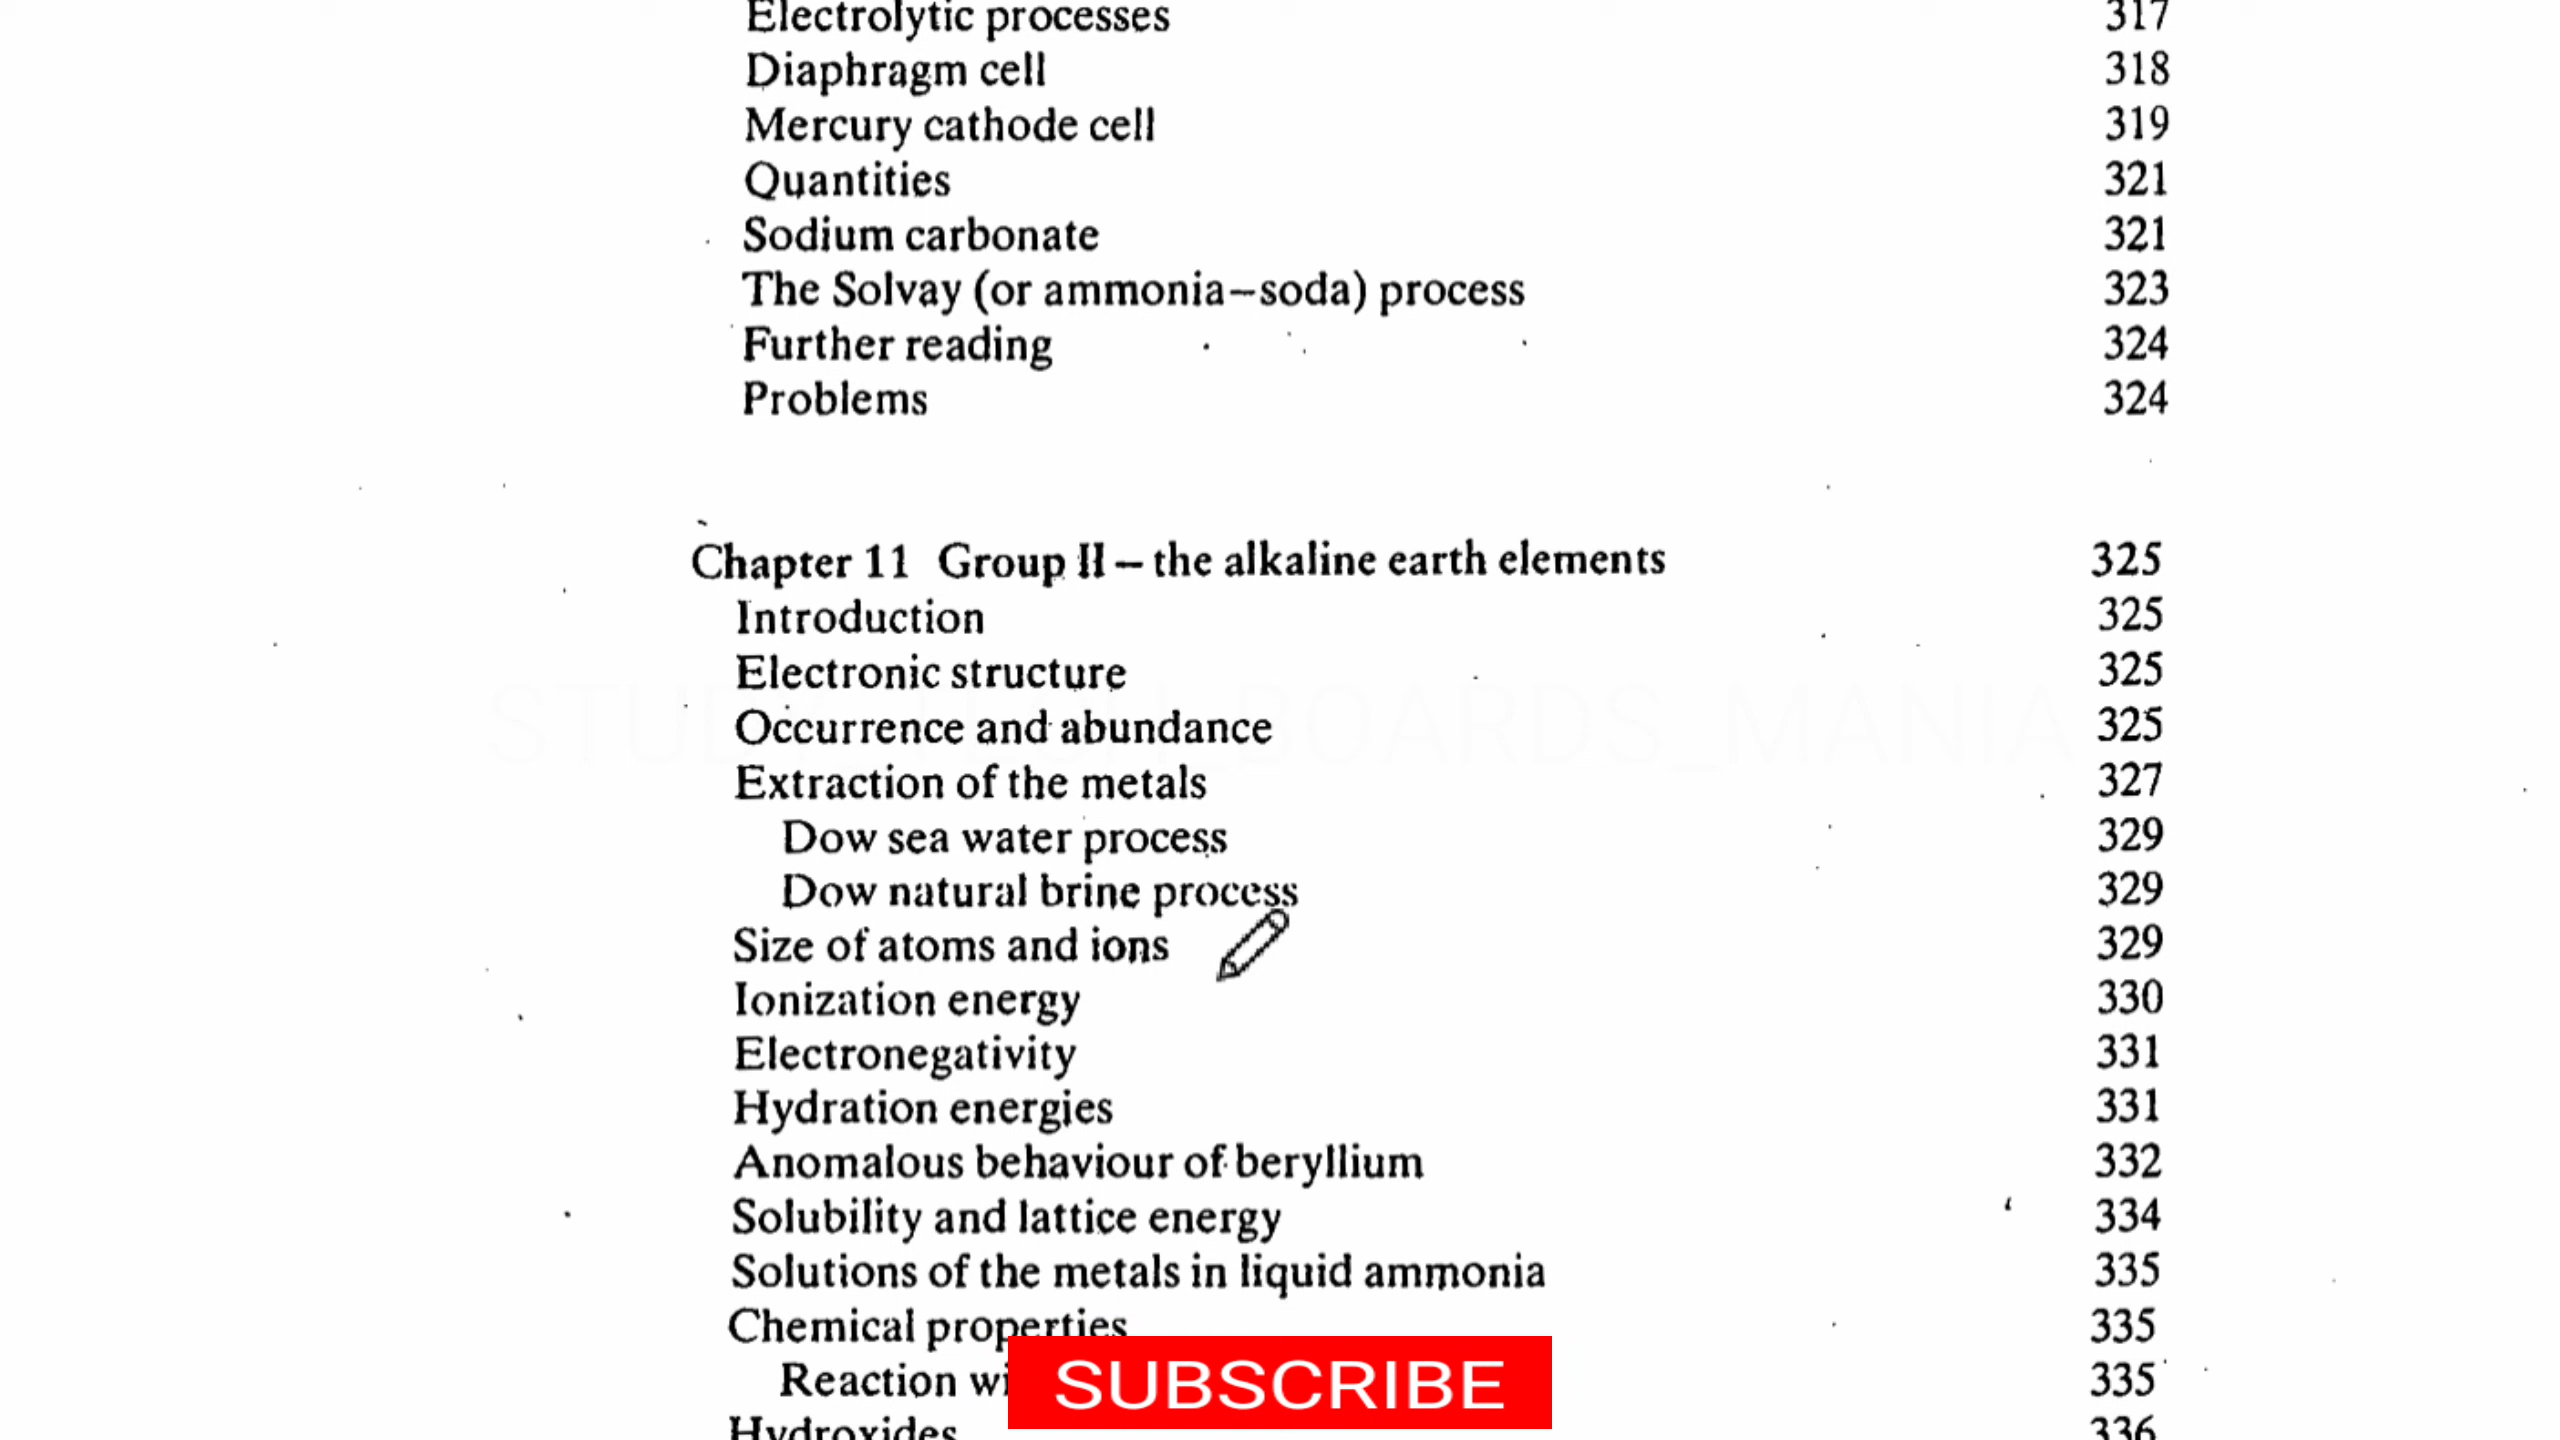 Electrolytic processes 317
Diaphragm cell 318
Mercury cathode cell 319
Quantities 321
Sodium carbonate 321
The Solvay (or ammonia–soda) process 323
Further reading 324
Problems 324
Chapter 11 Group II – the alkaline earth elements 325
Introduction 325
Electronic structure 325
Occurrence and abundance 325
Extraction of the metals 327
Dow sea water process 329
Dow natural brine process 329
Size of atoms and ions 329
Ionization energy 330
Electronegativity 331
Hydration energies 331
Anomalous behaviour of beryllium 332
Solubility and lattice energy 334
Solutions of the metals in liquid ammonia 335
Chemical properties 335
Reaction wi 335
SUBSCRIBE
Hydroxides 336